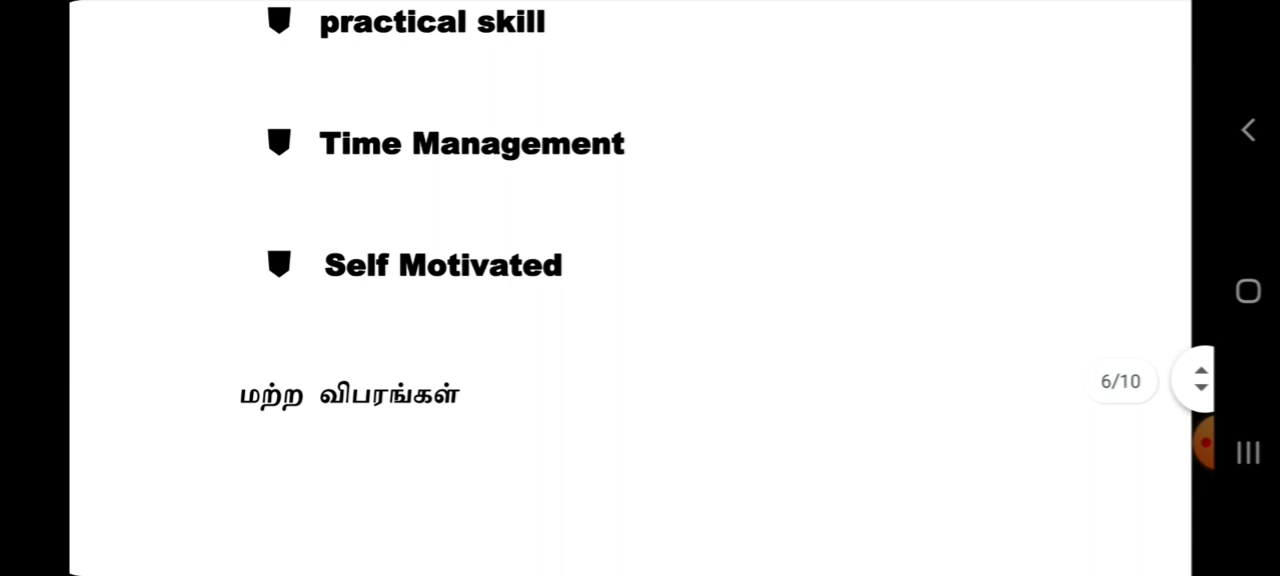 practical skill
Time Management
Self Motivated
மற்ற விபரங்கள்
6/10